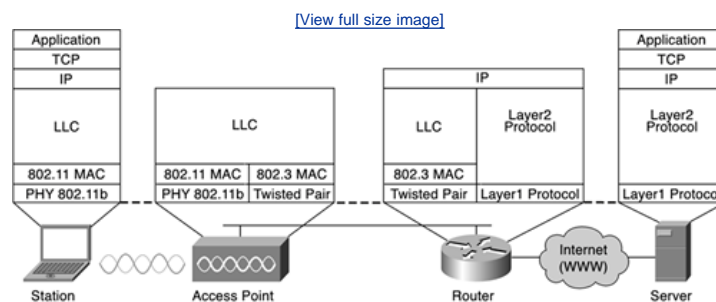 [View full size image]
Application
TCP
IP
LLC
802.11 MAC
PHY 802.11b
LLC
802.11 MAC
802.3 MAC
PHY 802.11b
Twisted Pair
IP
LLC
Layer2
Protocol
802.3 MAC
Twisted Pair
Layer1 Protocol
Application
TCP
IP
Layer2
Protocol
Layer1 Protocol
Internet
(WWW)
Station
Access Point
Router
Server